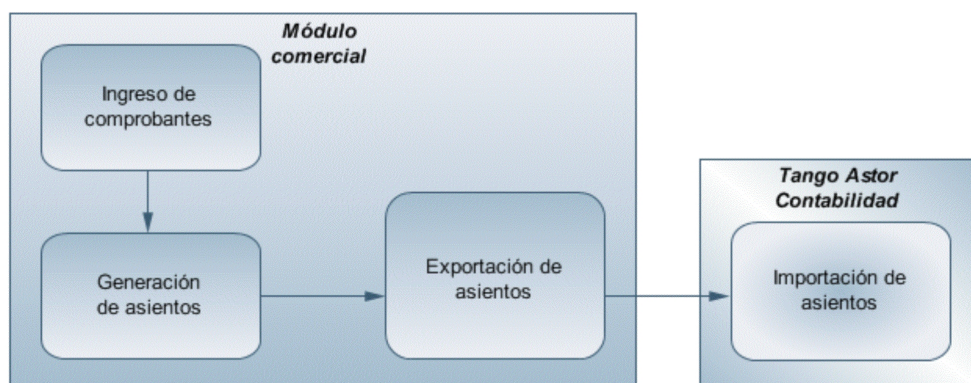 Módulo
comercial
Ingreso de
comprobantes
Generación
de asientos
Exportación de
asientos
Tango Astor
Contabilidad
Importación de
asientos